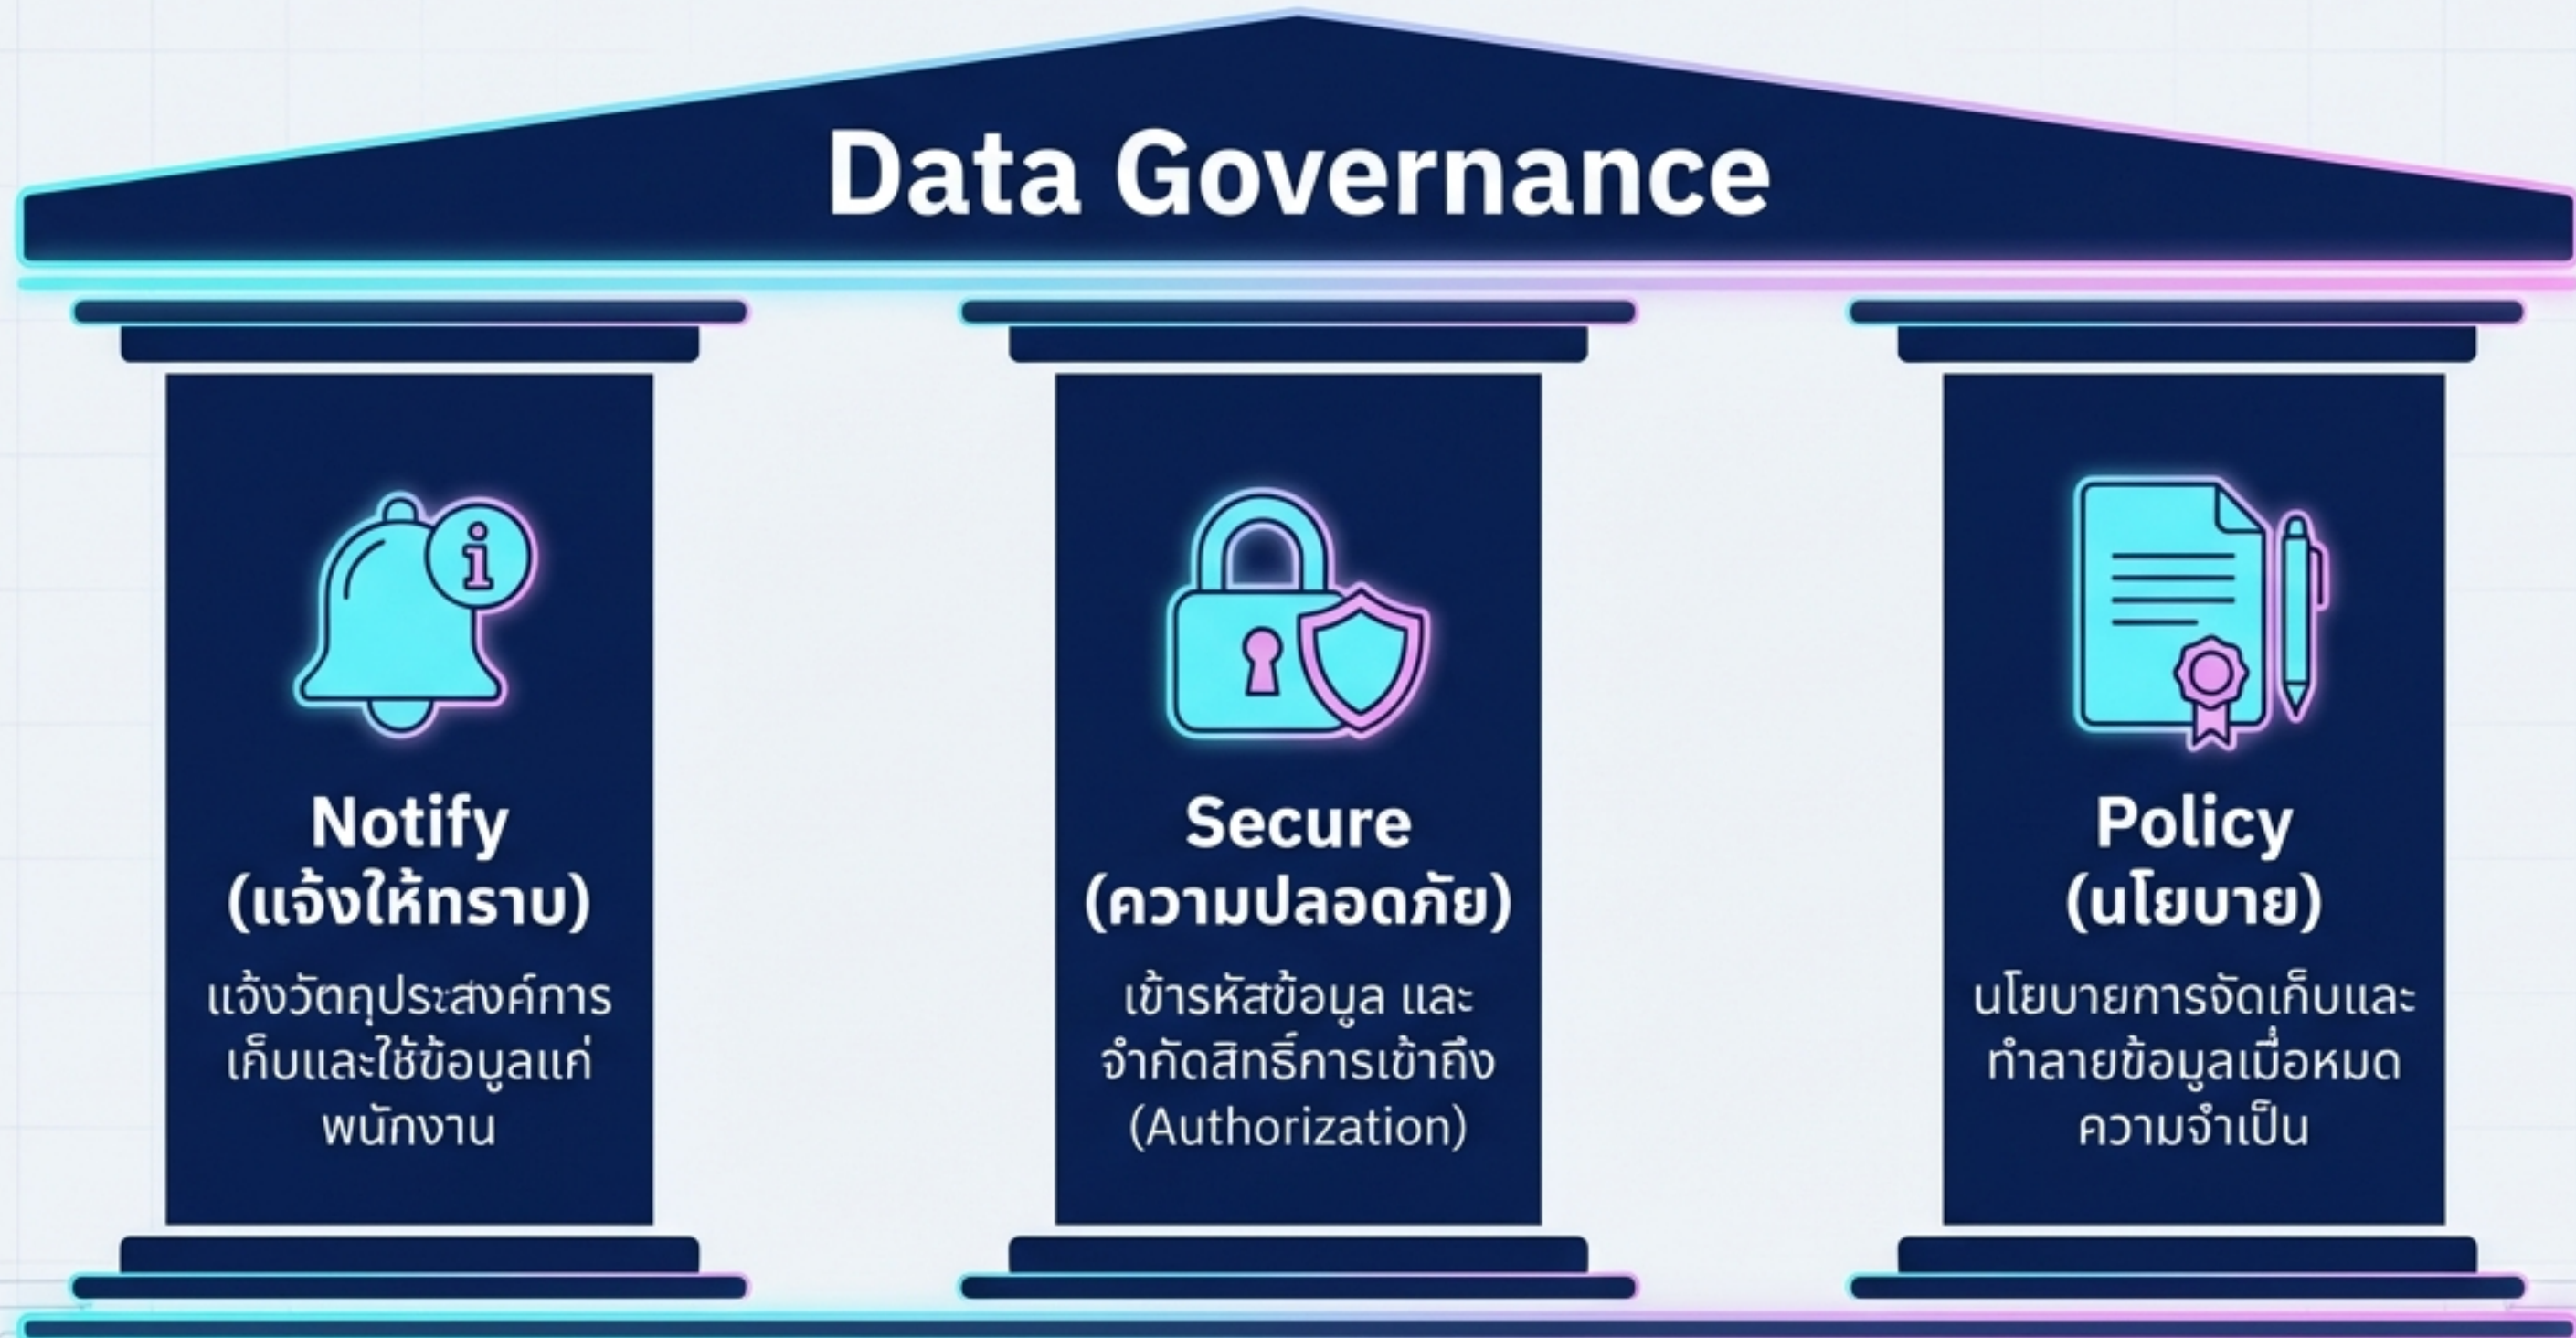 Data Governance
Notify
(แจ้งให้ทราบ)
แจ้งวัตถุประสงค์การ
เก็บและใช้ข้อมูลแก่
พนักงาน
Secure
(ความปลอดภัย)
เข้ารหัสข้อมูล และ
จำกัดสิทธิ์การเข้าถึง
(Authorization)
Policy
(นโยบาย)
นโยบายการจัดเก็บและ
ทำลายข้อมูลเมื่อหมด
ความจำเป็น